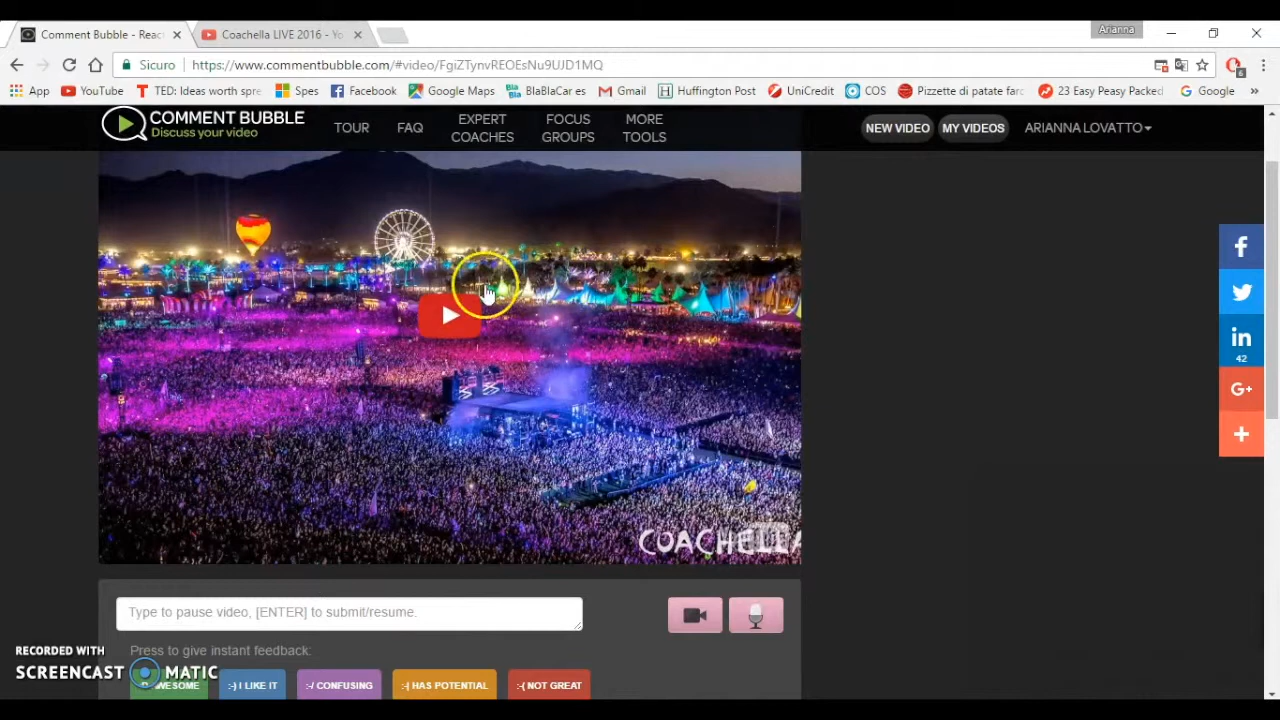 Arianna
Comment Bubble - Reac
Coachella LIVE 2016 - Yo
Sicuro
https://www.commentbubble.com/#video/FgiZTynvREOEsNu9UJD1MQ
6
App
YouTube
TED: Ideas worth spre
Spes
Facebook
Google Maps
BlaBlaCar es
Gmail
Huffington Post
UniCredit
COS
Pizzette di patate farc
23 Easy Peasy Packed
Google
»
COMMENT BUBBLE
Discuss your video
TOUR
FAQ
EXPERT
COACHES
FOCUS
GROUPS
MORE
TOOLS
NEW VIDEO
MY VIDEOS
ARIANNA LOVATTO
in
42
G+
COACHELLA
Type to pause video, [ENTER] to submit/resume.
Press to give instant feedback:
RECORDED WITH
SCREENCAST MATIC
:-) I LIKE IT
:-/ CONFUSING
:-| HAS POTENTIAL
:-( NOT GREAT